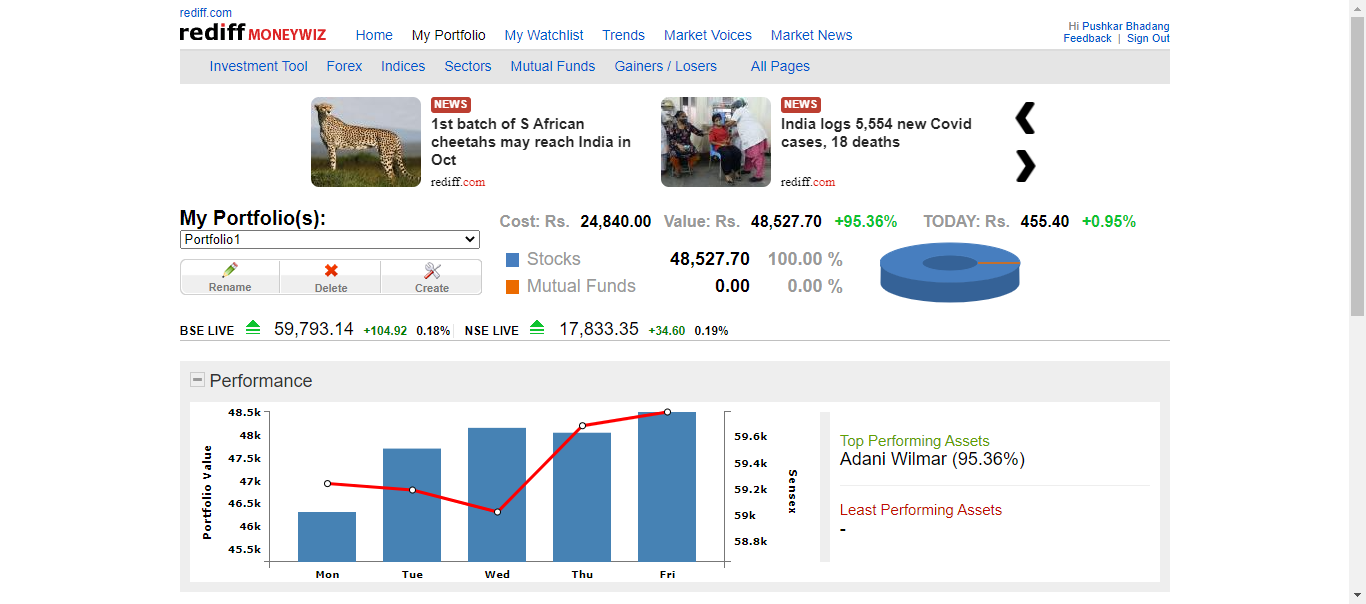 rediff.com
rediff MONEYWIZ
Home My Portfolio My Watchlist Trends Market Voices Market News
Hi Pushkar Bhadang
Feedback | Sign Out
Investment Tool Forex Indices Sectors Mutual Funds Gainers / Losers All Pages
NEWS
1st batch of S African
cheetahs may reach India in
Oct
rediff.com
NEWS
India logs 5,554 new Covid
cases, 18 deaths
rediff.com
My Portfolio(s):
Portfolio1
Rename Delete Create
Cost: Rs. 24,840.00 Value: Rs. 48,527.70 +95.36% TODAY: Rs. 455.40 +0.95%
Stocks 48,527.70 100.00 %
Mutual Funds 0.00 0.00 %
BSE LIVE 59,793.14 +104.92 0.18% NSE LIVE 17,833.35 +34.60 0.19%
Performance
Portfolio Value
48.5k
48k
47.5k
47k
46.5k
46k
45.5k
Mon Tue Wed Thu Fri
59.6k
59.4k
59.2k
59k
58.8k
Sensex
Top Performing Assets
Adani Wilmar (95.36%)
Least Performing Assets
-